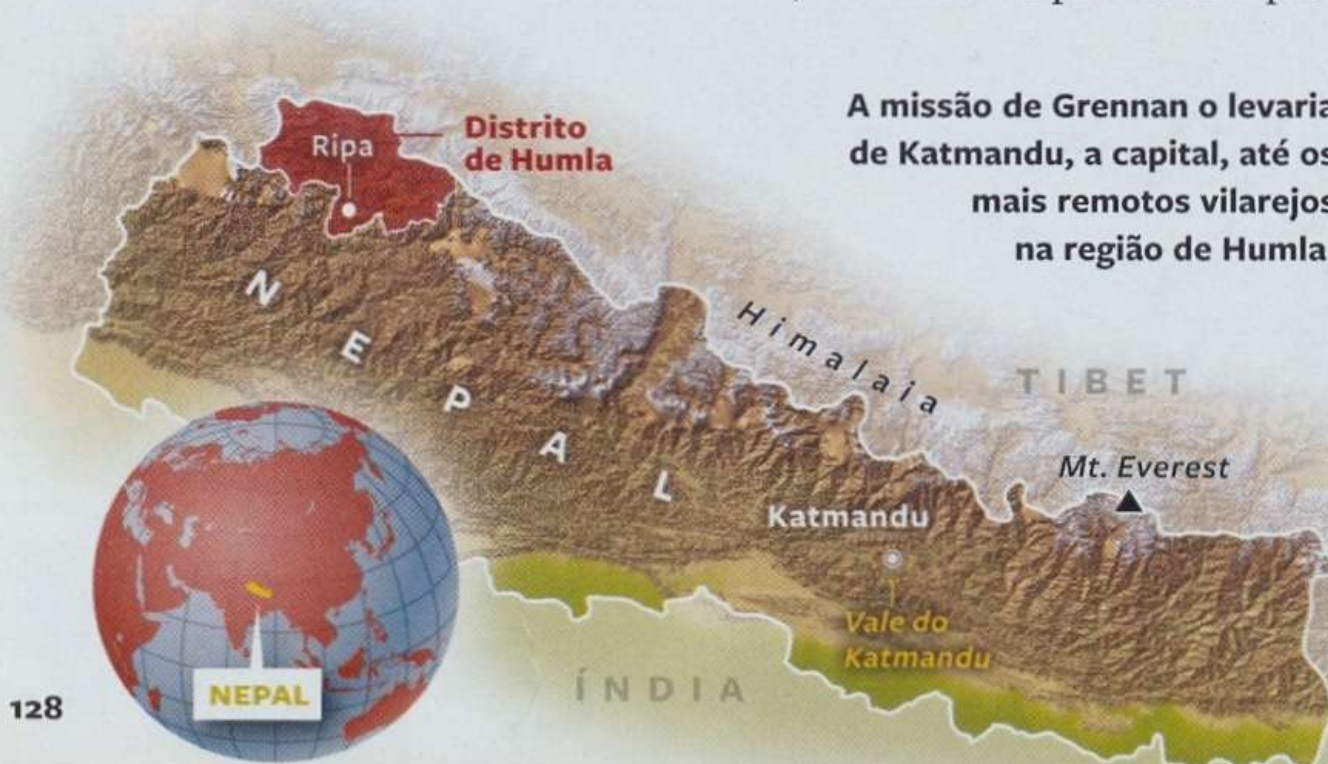 A missão de Grennan o levaria
de Katmandu, a capital, até os
mais remotos vilarejos
na região de Humla
Distrito
de Humla
Ripa
NEPAL
Himalaia
TIBET
Mt. Everest
Katmandu
Vale do
Katmandu
ÍNDIA
NEPAL
128